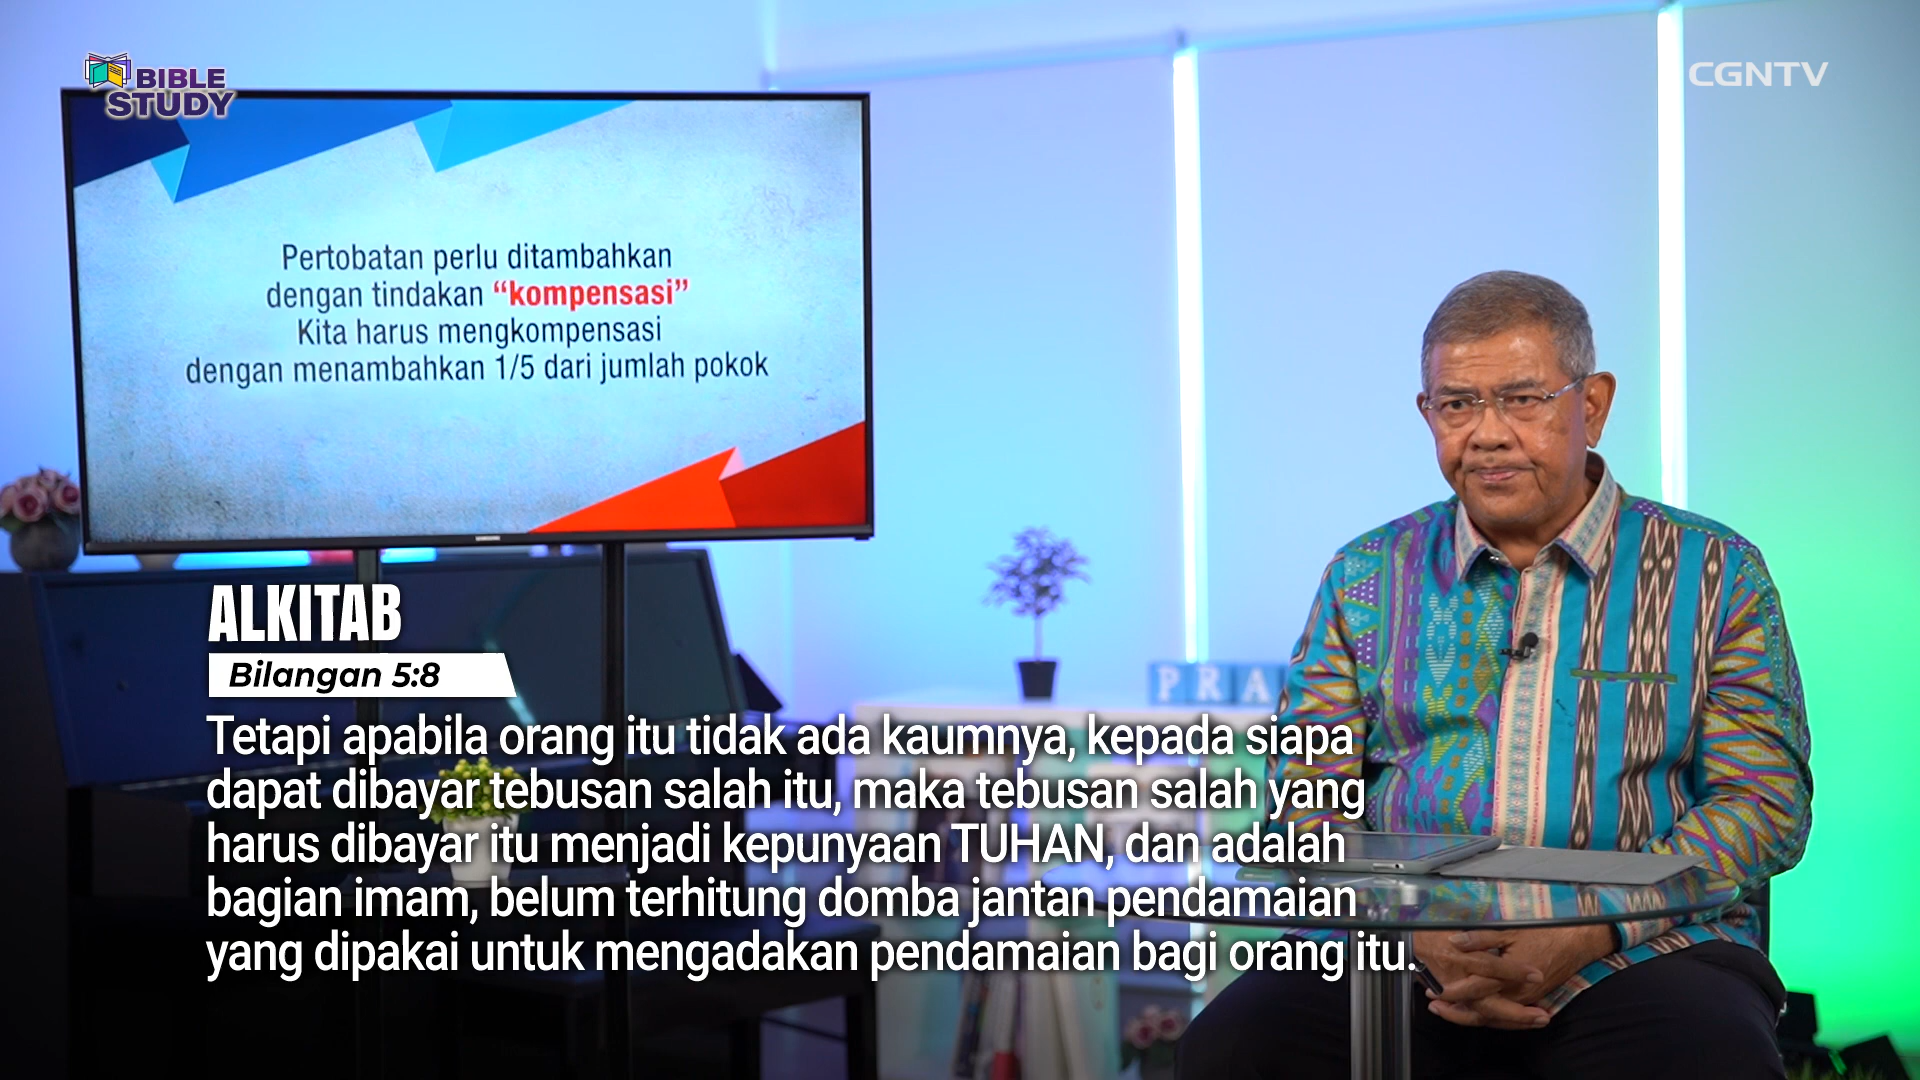 BIBLE
STUDY
CGNTV
Pertobatan perlu ditambahkan
dengan tindakan “kompensasi”
Kita harus mengkompensasi
dengan menambahkan 1/5 dari jumlah pokok
SAMSUNG
PRA
ALKITAB
Bilangan 5:8
Tetapi apabila orang itu tidak ada kaumnya, kepada siapa
dapat dibayar tebusan salah itu, maka tebusan salah yang
harus dibayar itu menjadi kepunyaan TUHAN, dan adalah
bagian imam, belum terhitung domba jantan pendamaian
yang dipakai untuk mengadakan pendamaian bagi orang itu.